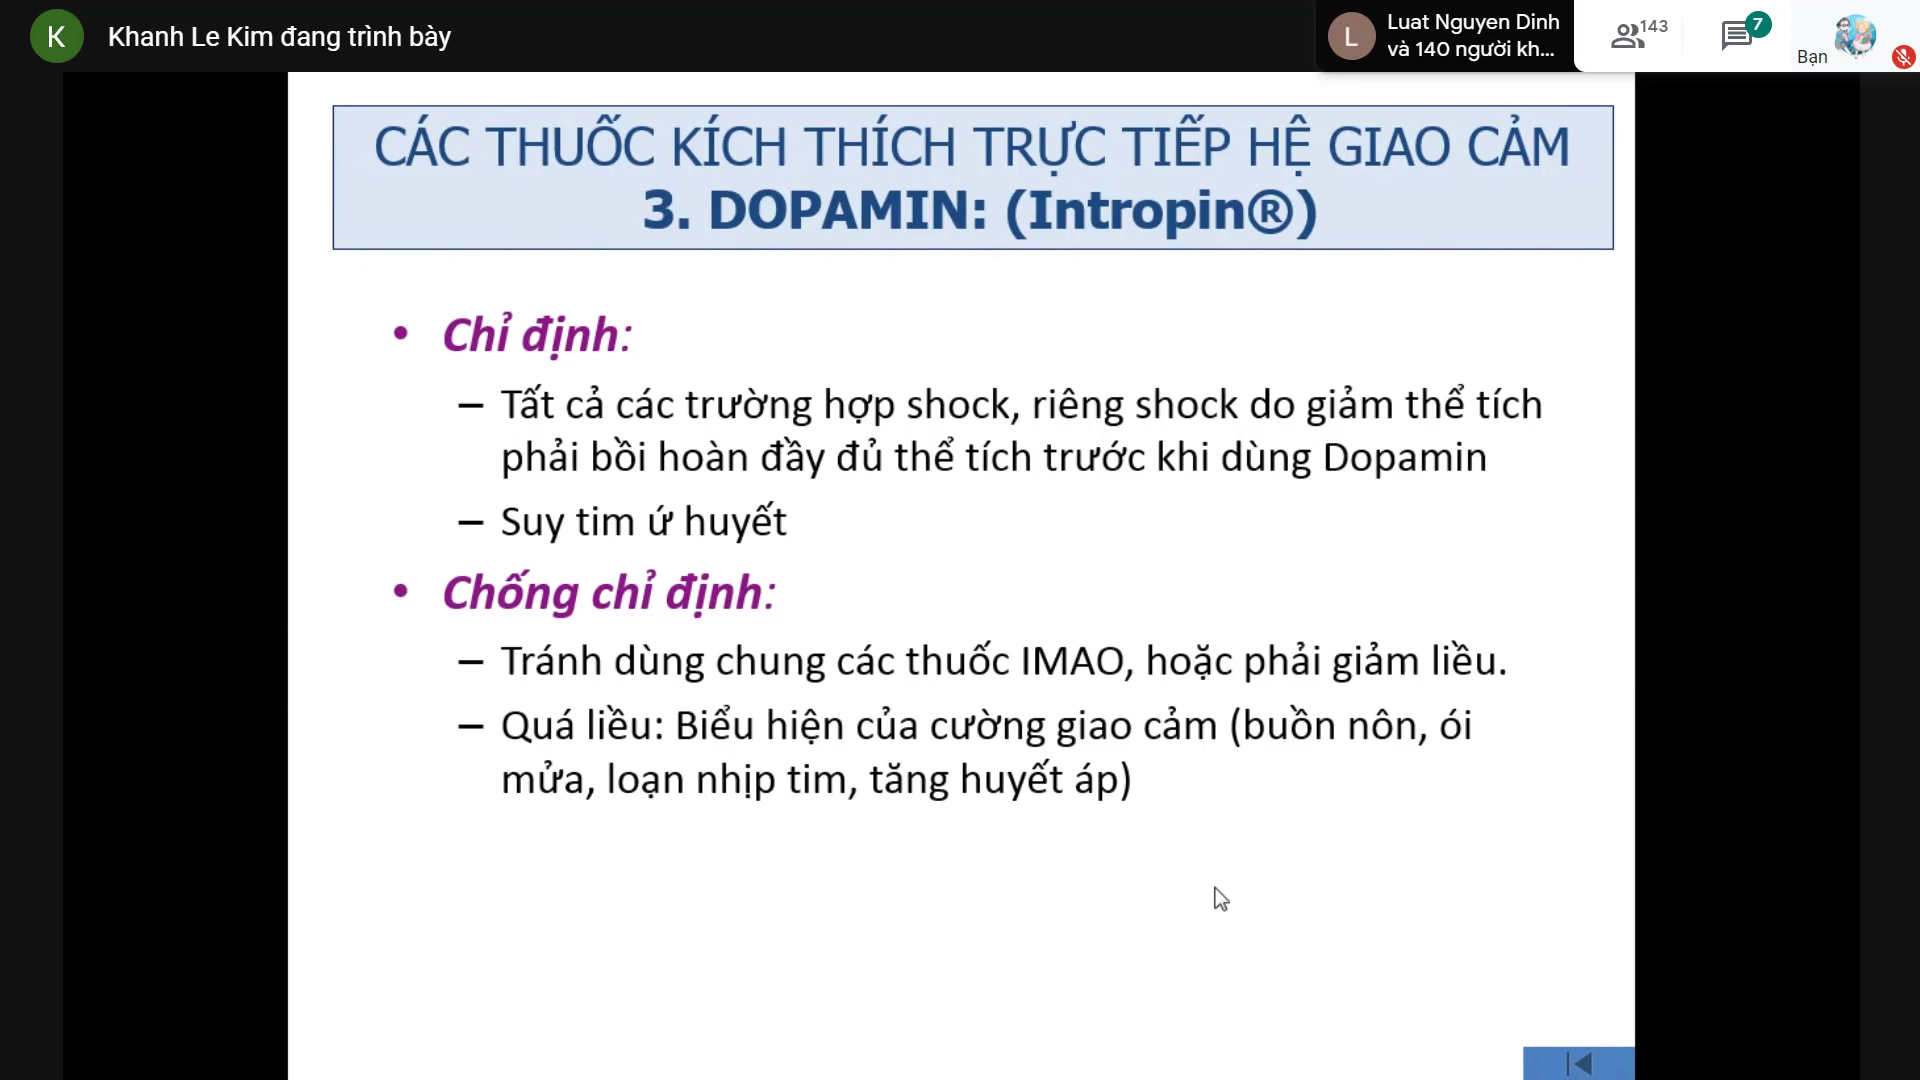 K
Khanh Le Kim đang trình bày
L
Luat Nguyen Dinh
và 140 người kh...
143
7
Bạn
CÁC THUỐC KÍCH THÍCH TRỰC TIẾP HỆ GIAO CẢM
3. DOPAMIN: (Intropin®)
• Chỉ định:
– Tất cả các trường hợp shock, riêng shock do giảm thể tích
phải bồi hoàn đầy đủ thể tích trước khi dùng Dopamin
– Suy tim ứ huyết
• Chống chỉ định:
– Tránh dùng chung các thuốc IMAO, hoặc phải giảm liều.
– Quá liều: Biểu hiện của cường giao cảm (buồn nôn, ói
mửa, loạn nhịp tim, tăng huyết áp)